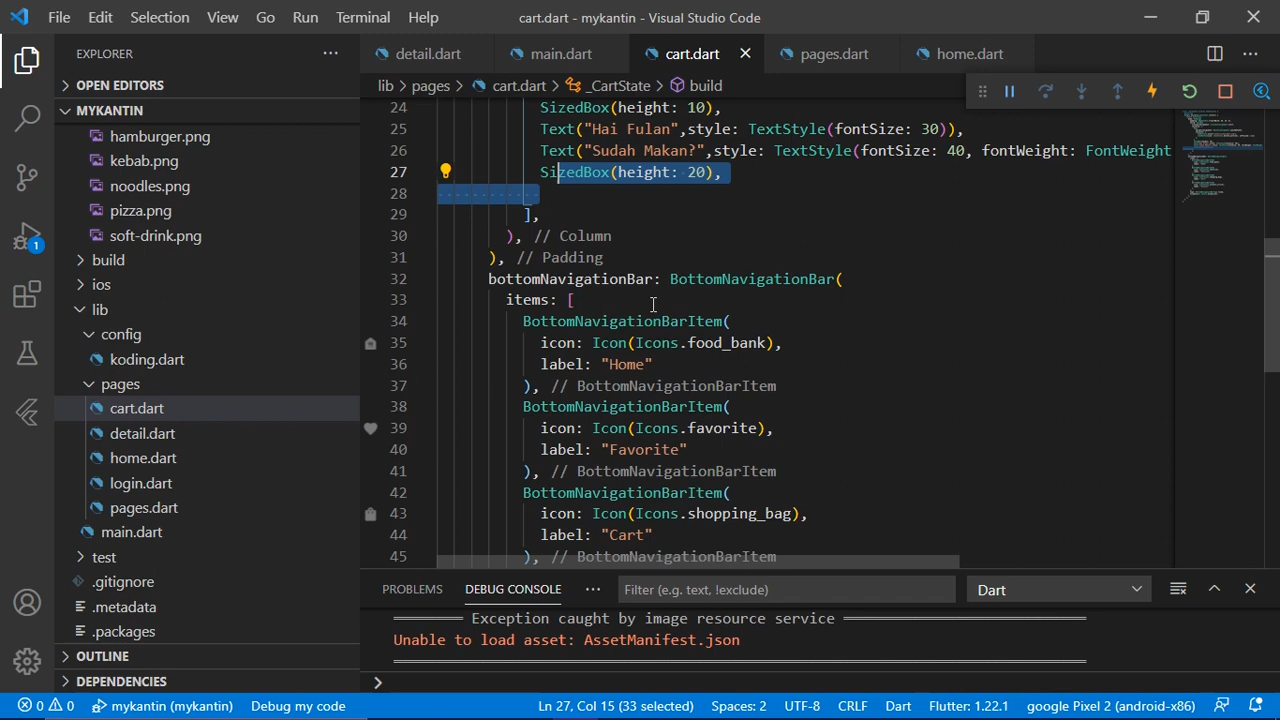 File Edit Selection View Go Run Terminal Help cart.dart - mykantin - Visual Studio Code
EXPLORER
OPEN EDITORS
MYKANTIN
hamburger.png
kebab.png
noodles.png
pizza.png
soft-drink.png
build
ios
lib
config
koding.dart
pages
cart.dart
detail.dart
home.dart
login.dart
pages.dart
main.dart
test
.gitignore
.metadata
.packages
OUTLINE
DEPENDENCIES
1
detail.dart main.dart cart.dart pages.dart home.dart
lib > pages > cart.dart > _CartState > build
24 SizedBox(height: 10),
25 Text("Hai Fulan",style: TextStyle(fontSize: 30)),
26 Text("Sudah Makan?",style: TextStyle(fontSize: 40, fontWeight: FontWeight
27 SizedBox(height: 20),
28
29 ],
30 ), // Column
31 ), // Padding
32 bottomNavigationBar: BottomNavigationBar(
33 items: [
34 BottomNavigationBarItem(
35 icon: Icon(Icons.food_bank),
36 label: "Home"
37 ), // BottomNavigationBarItem
38 BottomNavigationBarItem(
39 icon: Icon(Icons.favorite),
40 label: "Favorite"
41 ), // BottomNavigationBarItem
42 BottomNavigationBarItem(
43 icon: Icon(Icons.shopping_bag),
44 label: "Cart"
45 ), // BottomNavigationBarItem
PROBLEMS DEBUG CONSOLE ··· Filter (e.g. text, !exclude) Dart
════════ Exception caught by image resource service ════════════════════════════
Unable to load asset: AssetManifest.json
════════════════════════════════════════════════════════════════════════════════
>
0 0 mykantin (mykantin) Debug my code Ln 27, Col 15 (33 selected) Spaces: 2 UTF-8 CRLF Dart Flutter: 1.22.1 google Pixel 2 (android-x86)